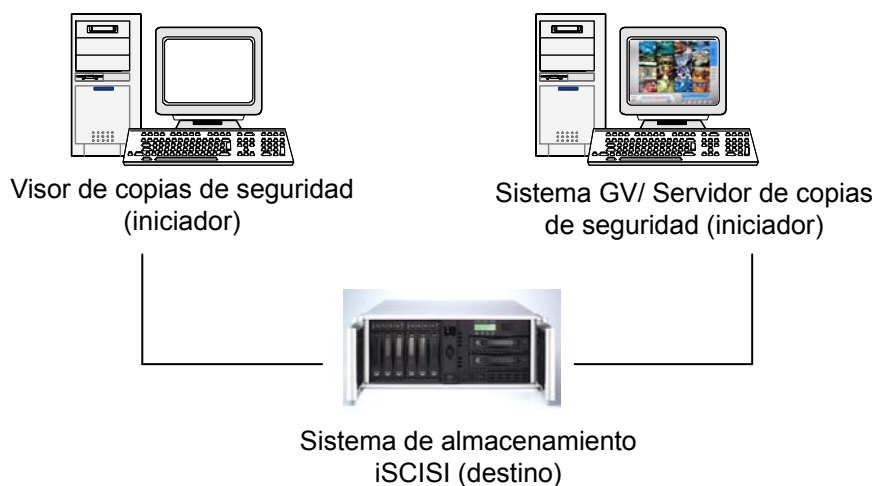 Visor de copias de seguridad
(iniciador)
Sistema GV/ Servidor de copias
de seguridad (iniciador)
Sistema de almacenamiento
iSCISI (destino)